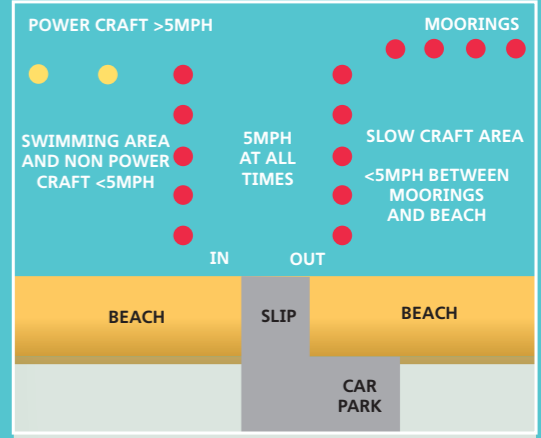 POWER CRAFT >5MPH
MOORINGS
SWIMMING AREA
AND NON POWER
CRAFT <5MPH
5MPH
AT ALL
TIMES
SLOW CRAFT AREA
<5MPH BETWEEN
MOORINGS
AND BEACH
IN
OUT
BEACH
SLIP
BEACH
CAR
PARK